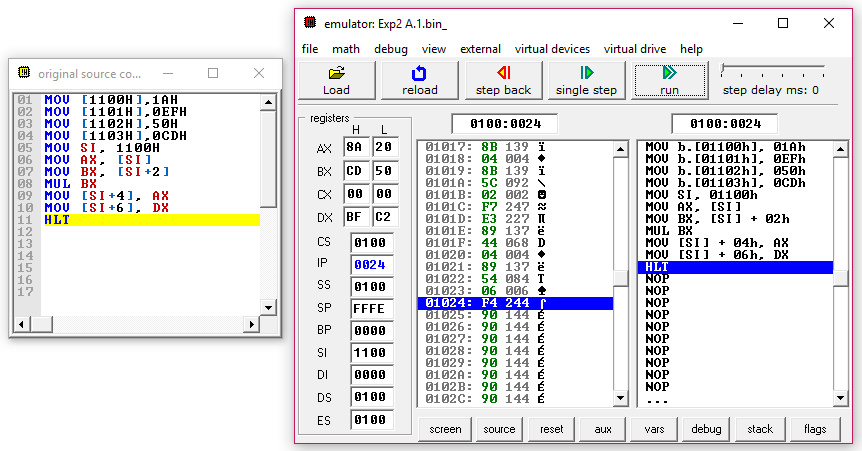 original source co...
01 MOV [1100H],1AH
02 MOV [1101H],0EFH
03 MOV [1102H],50H
04 MOV [1103H],0CDH
05 MOV SI, 1100H
06 MOV AX, [SI]
07 MOV BX, [SI+2]
08 MUL BX
09 MOV [SI+4], AX
10 MOV [SI+6], DX
11 HLT
12
13
14
15
16
17
emulator: Exp2 A.1.bin_
file math debug view external virtual devices virtual drive help
Load reload step back single step run step delay ms: 0
registers
H L
AX 8A 20
BX CD 50
CX 00 00
DX BF C2
CS 0100
IP 0024
SS 0100
SP FFFE
BP 0000
SI 1100
DI 0000
DS 0100
ES 0100
0100:0024
01017: 8B 139 ï
01018: 04 004 ♦
01019: 8B 139 ï
0101A: 5C 092 \
0101B: 02 002 ☻
0101C: F7 247 ≈
0101D: E3 227 π
0101E: 89 137 ë
0101F: 44 068 D
01020: 04 004 ♦
01021: 89 137 ë
01022: 54 084 T
01023: 06 006 ♠
01024: F4 244 ⌠
01025: 90 144 É
01026: 90 144 É
01027: 90 144 É
01028: 90 144 É
01029: 90 144 É
0102A: 90 144 É
0102B: 90 144 É
0102C: 90 144 É
0100:0024
MOV b.[01100h], 01Ah
MOV b.[01101h], 0EFh
MOV b.[01102h], 050h
MOV b.[01103h], 0CDh
MOV SI, 01100h
MOV AX, [SI]
MOV BX, [SI] + 02h
MUL BX
MOV [SI] + 04h, AX
MOV [SI] + 06h, DX
HLT
NOP
NOP
NOP
NOP
NOP
NOP
NOP
NOP
NOP
NOP
...
screen source reset aux vars debug stack flags